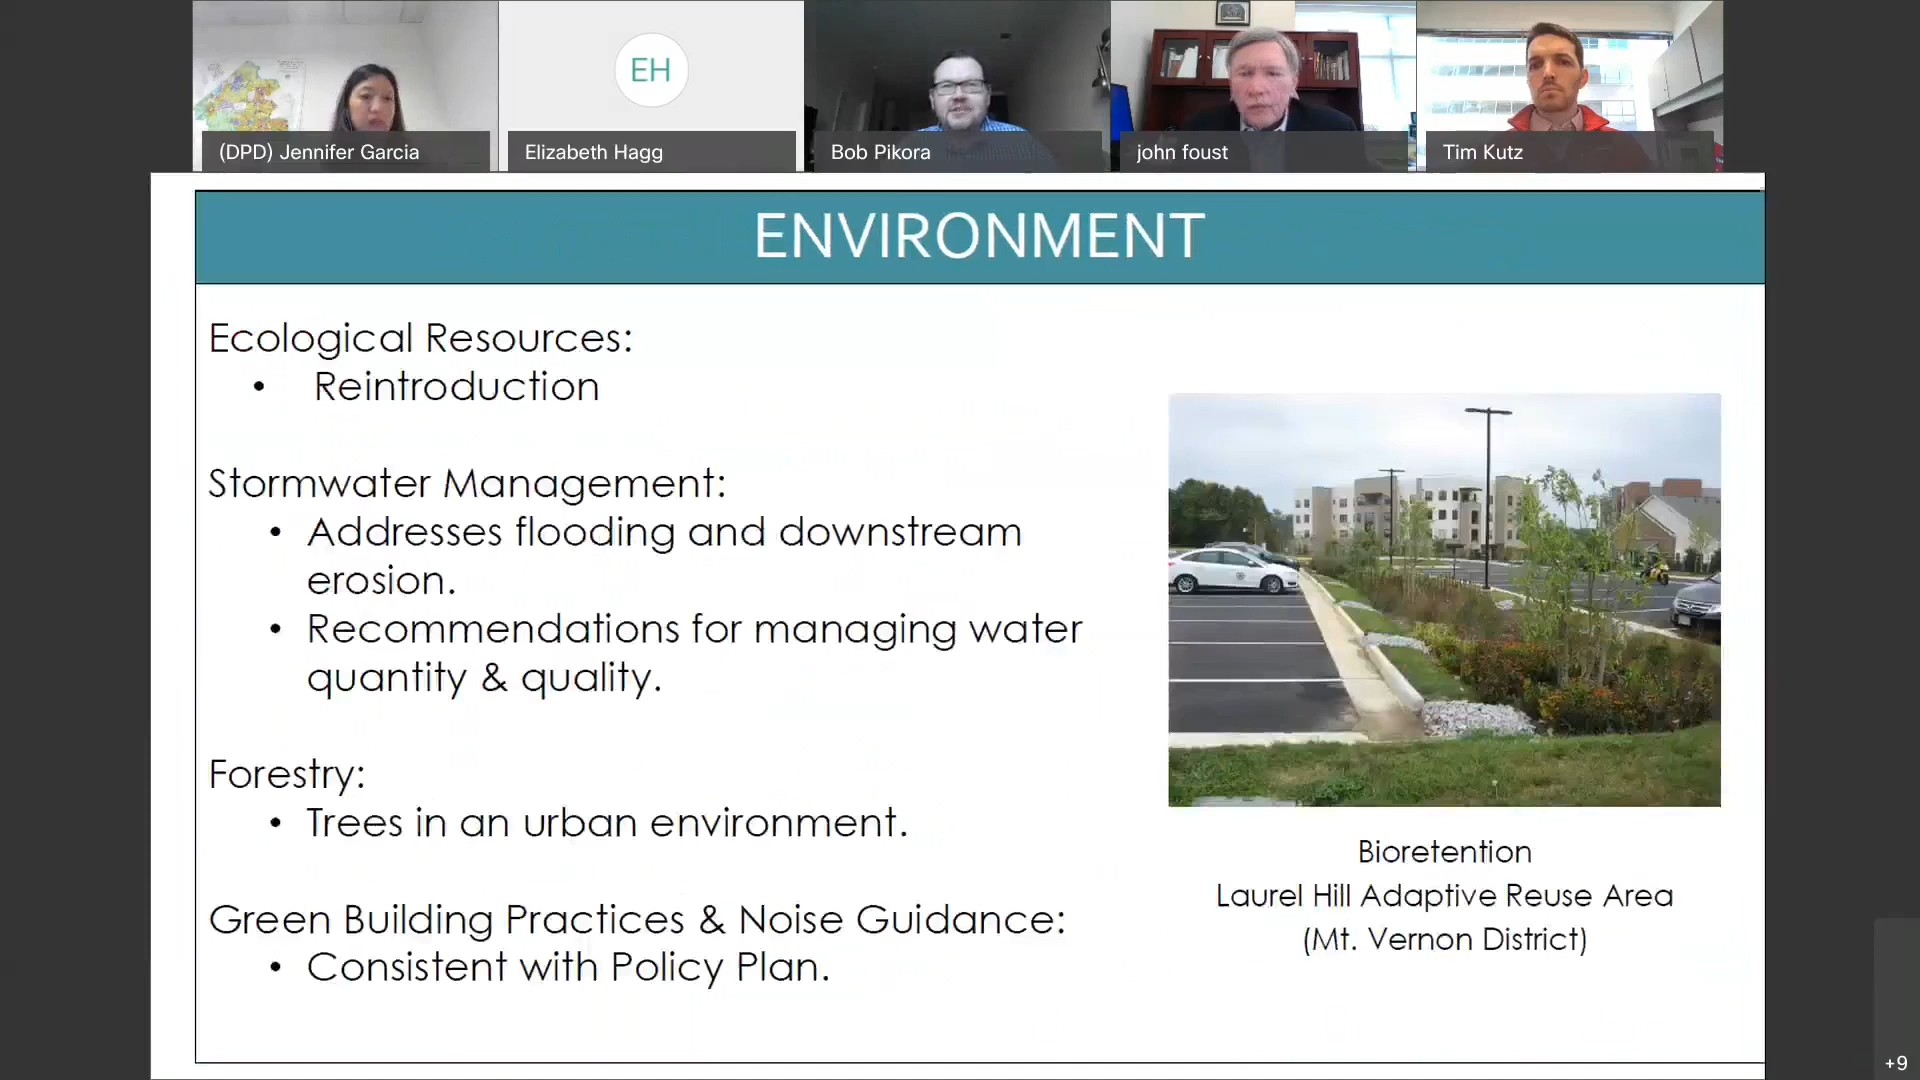 EH
(DPD) Jennifer Garcia
Elizabeth Hagg
Bob Pikora
john foust
Tim Kutz
ENVIRONMENT
Ecological Resources:
• Reintroduction
Stormwater Management:
• Addresses flooding and downstream
erosion.
• Recommendations for managing water
quantity & quality.
Forestry:
• Trees in an urban environment.
Green Building Practices & Noise Guidance:
• Consistent with Policy Plan.
Bioretention
Laurel Hill Adaptive Reuse Area
(Mt. Vernon District)
+9